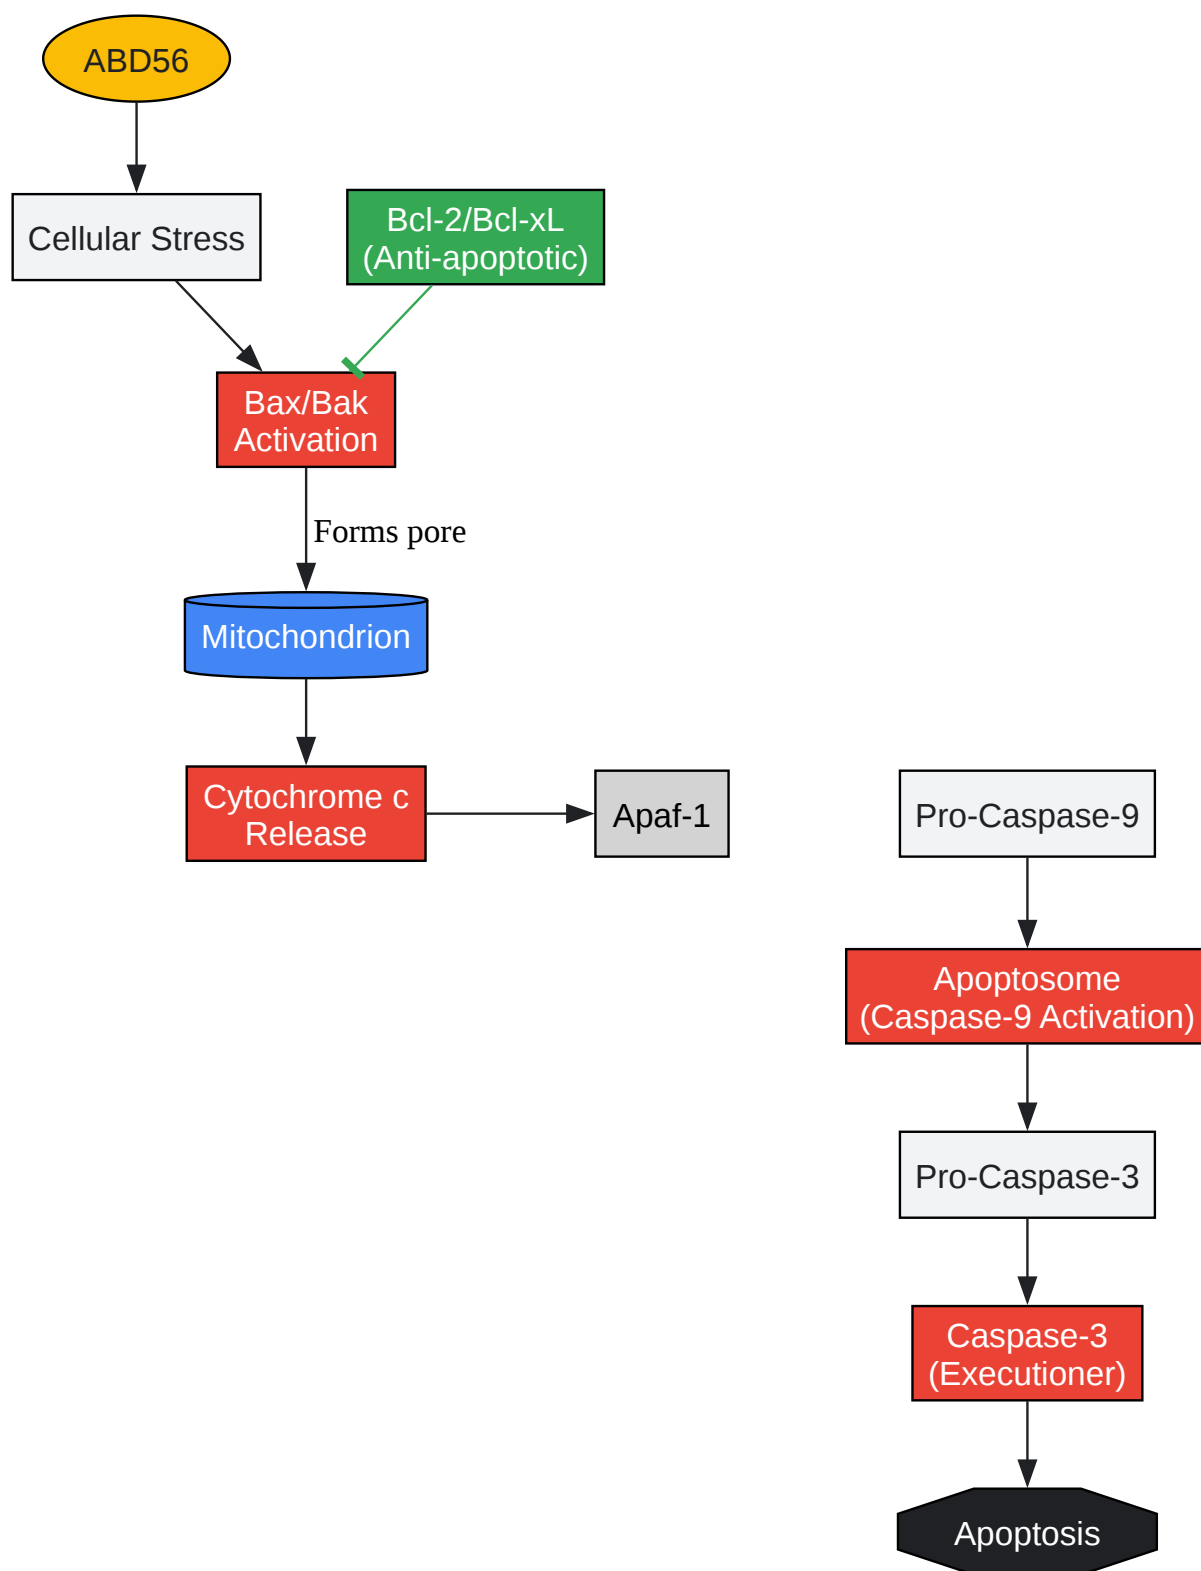 ABD56
Cellular Stress
Bcl-2/Bcl-xL
(Anti-apoptotic)
Bax/Bak
Activation
Forms pore
Mitochondrion
Cytochrome c
Release
Apaf-1
Pro-Caspase-9
Apoptosome
(Caspase-9 Activation)
Pro-Caspase-3
Caspase-3
(Executioner)
Apoptosis